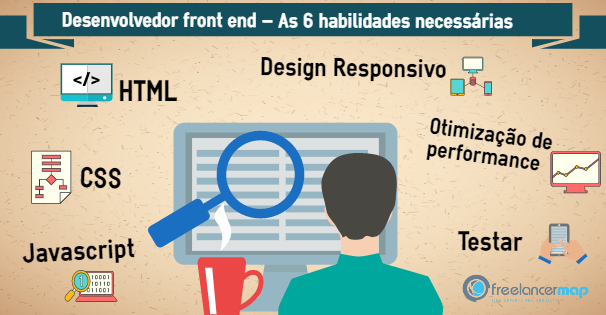 Desenvolvedor front end – As 6 habilidades necessárias
</>
HTML
Design Responsivo
CSS
Otimização de
performance
Javascript
Testar
freelancermap